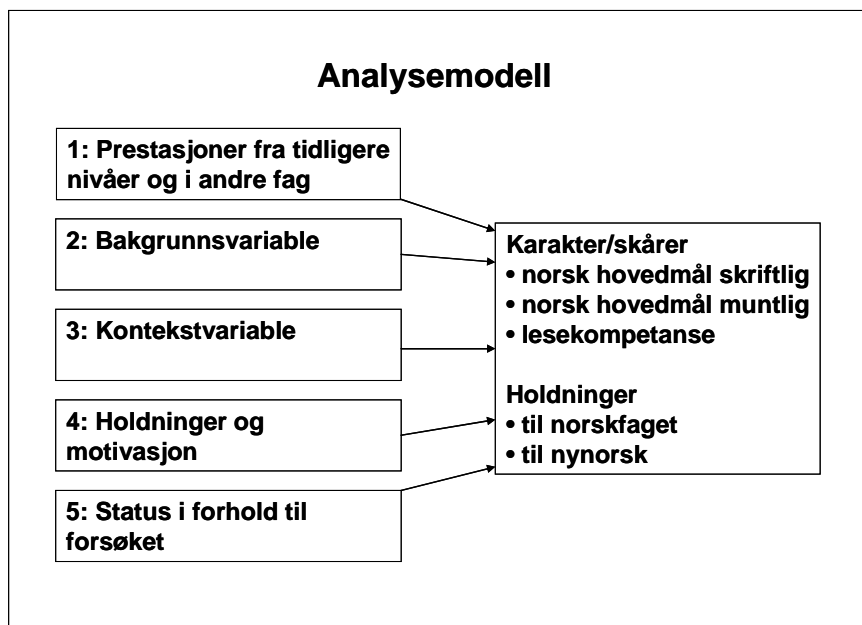 Analysemodell
1: Prestasjoner fra tidligere
nivåer og i andre fag
2: Bakgrunnsvariable
3: Kontekstvariable
4: Holdninger og
motivasjon
5: Status i forhold til
forsøket
Karakter/skårer
• norsk hovedmål skriftlig
• norsk hovedmål muntlig
• lesekompetanse
Holdninger
• til norskfaget
• til nynorsk